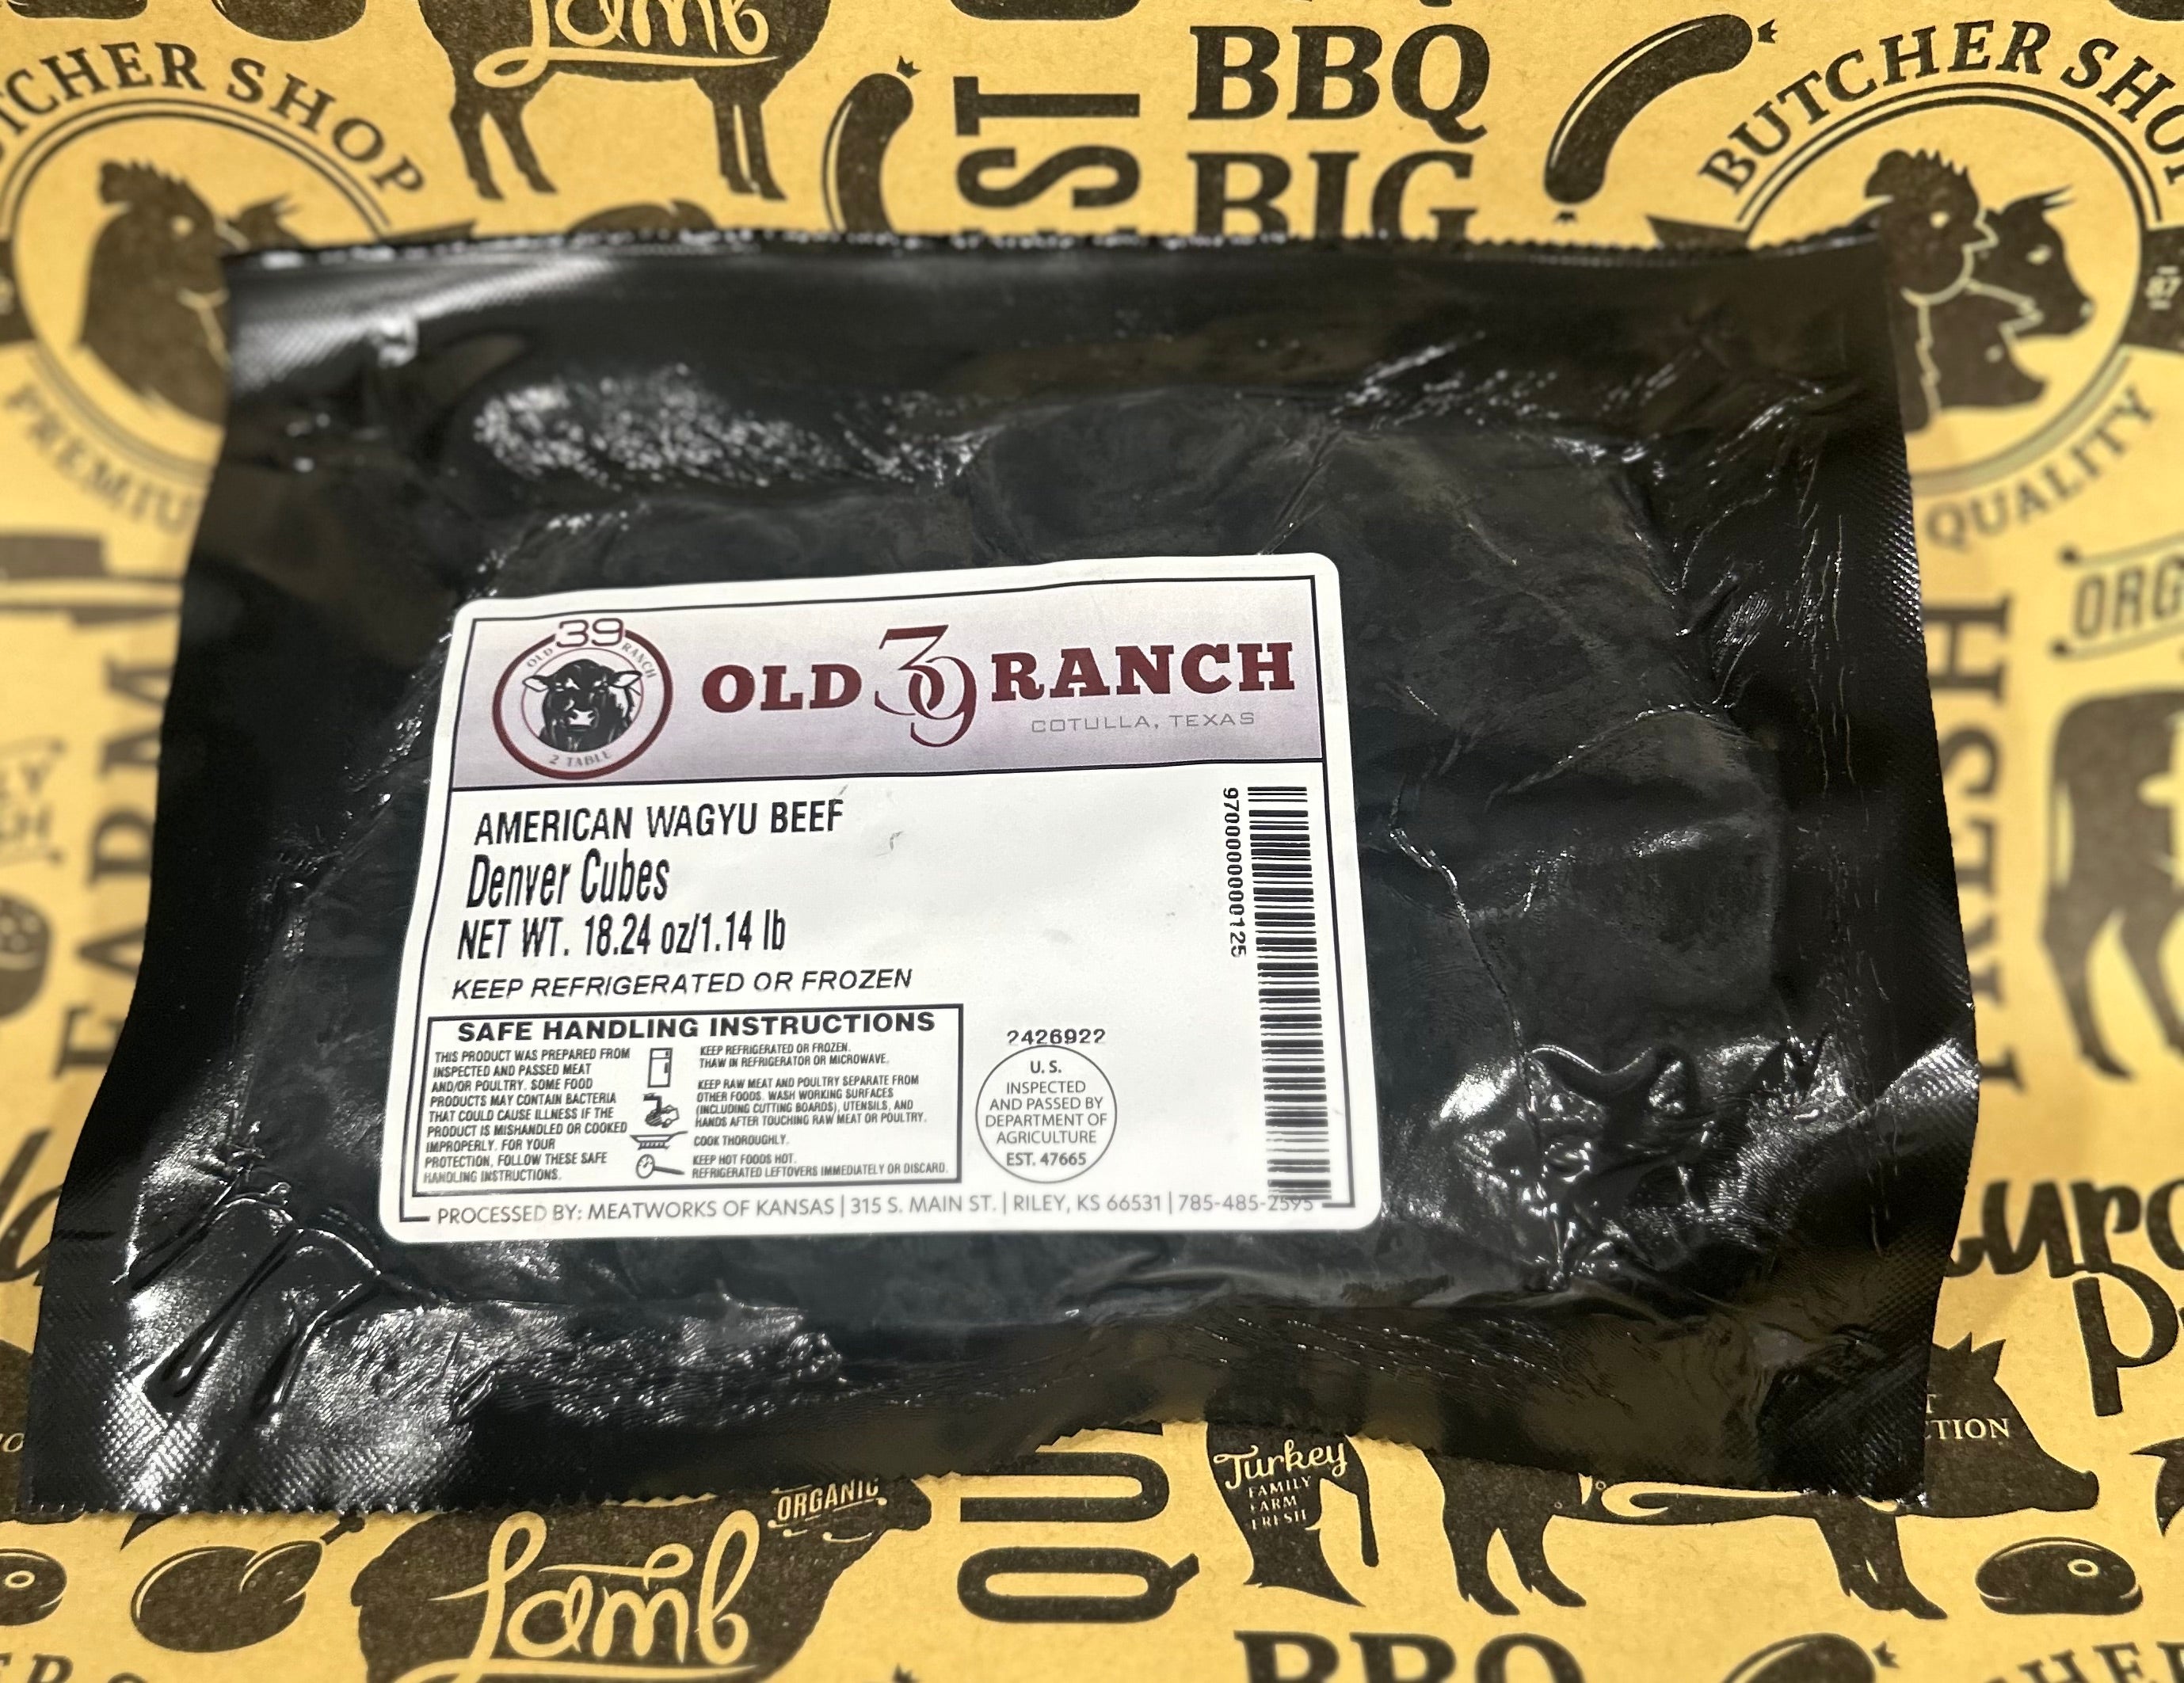 Lamb
BUTCHER SHOP
BBQ
BIG
BUTCHER SHOP
87
PREMIUM
QUALITY
FARM
FRESH
39
OLD RANCH
2 TABLE
OLD 39 RANCH
COTULLA, TEXAS
AMERICAN WAGYU BEEF
Denver Cubes
NET WT. 18.24 oz/1.14 lb
KEEP REFRIGERATED OR FROZEN
SAFE HANDLING INSTRUCTIONS
THIS PRODUCT WAS PREPARED FROM
INSPECTED AND PASSED MEAT
AND/OR POULTRY. SOME FOOD
PRODUCTS MAY CONTAIN BACTERIA
THAT COULD CAUSE ILLNESS IF THE
PRODUCT IS MISHANDLED OR COOKED
IMPROPERLY. FOR YOUR
PROTECTION, FOLLOW THESE SAFE
HANDLING INSTRUCTIONS.
KEEP REFRIGERATED OR FROZEN.
THAW IN REFRIGERATOR OR MICROWAVE.
KEEP RAW MEAT AND POULTRY SEPARATE FROM
OTHER FOODS. WASH WORKING SURFACES
(INCLUDING CUTTING BOARDS), UTENSILS, AND
HANDS AFTER TOUCHING RAW MEAT OR POULTRY.
COOK THOROUGHLY.
KEEP HOT FOODS HOT.
REFRIGERATED LEFTOVERS IMMEDIATELY OR DISCARD.
2426922
U.S.
INSPECTED
AND PASSED BY
DEPARTMENT OF
AGRICULTURE
EST. 47665
PROCESSED BY: MEATWORKS OF KANSAS | 315 S. MAIN ST. | RILEY, KS 66531 | 785-485-2595
ORGANIC
Lamb
Turkey
FAMILY
FARM
FRESH
BBQ